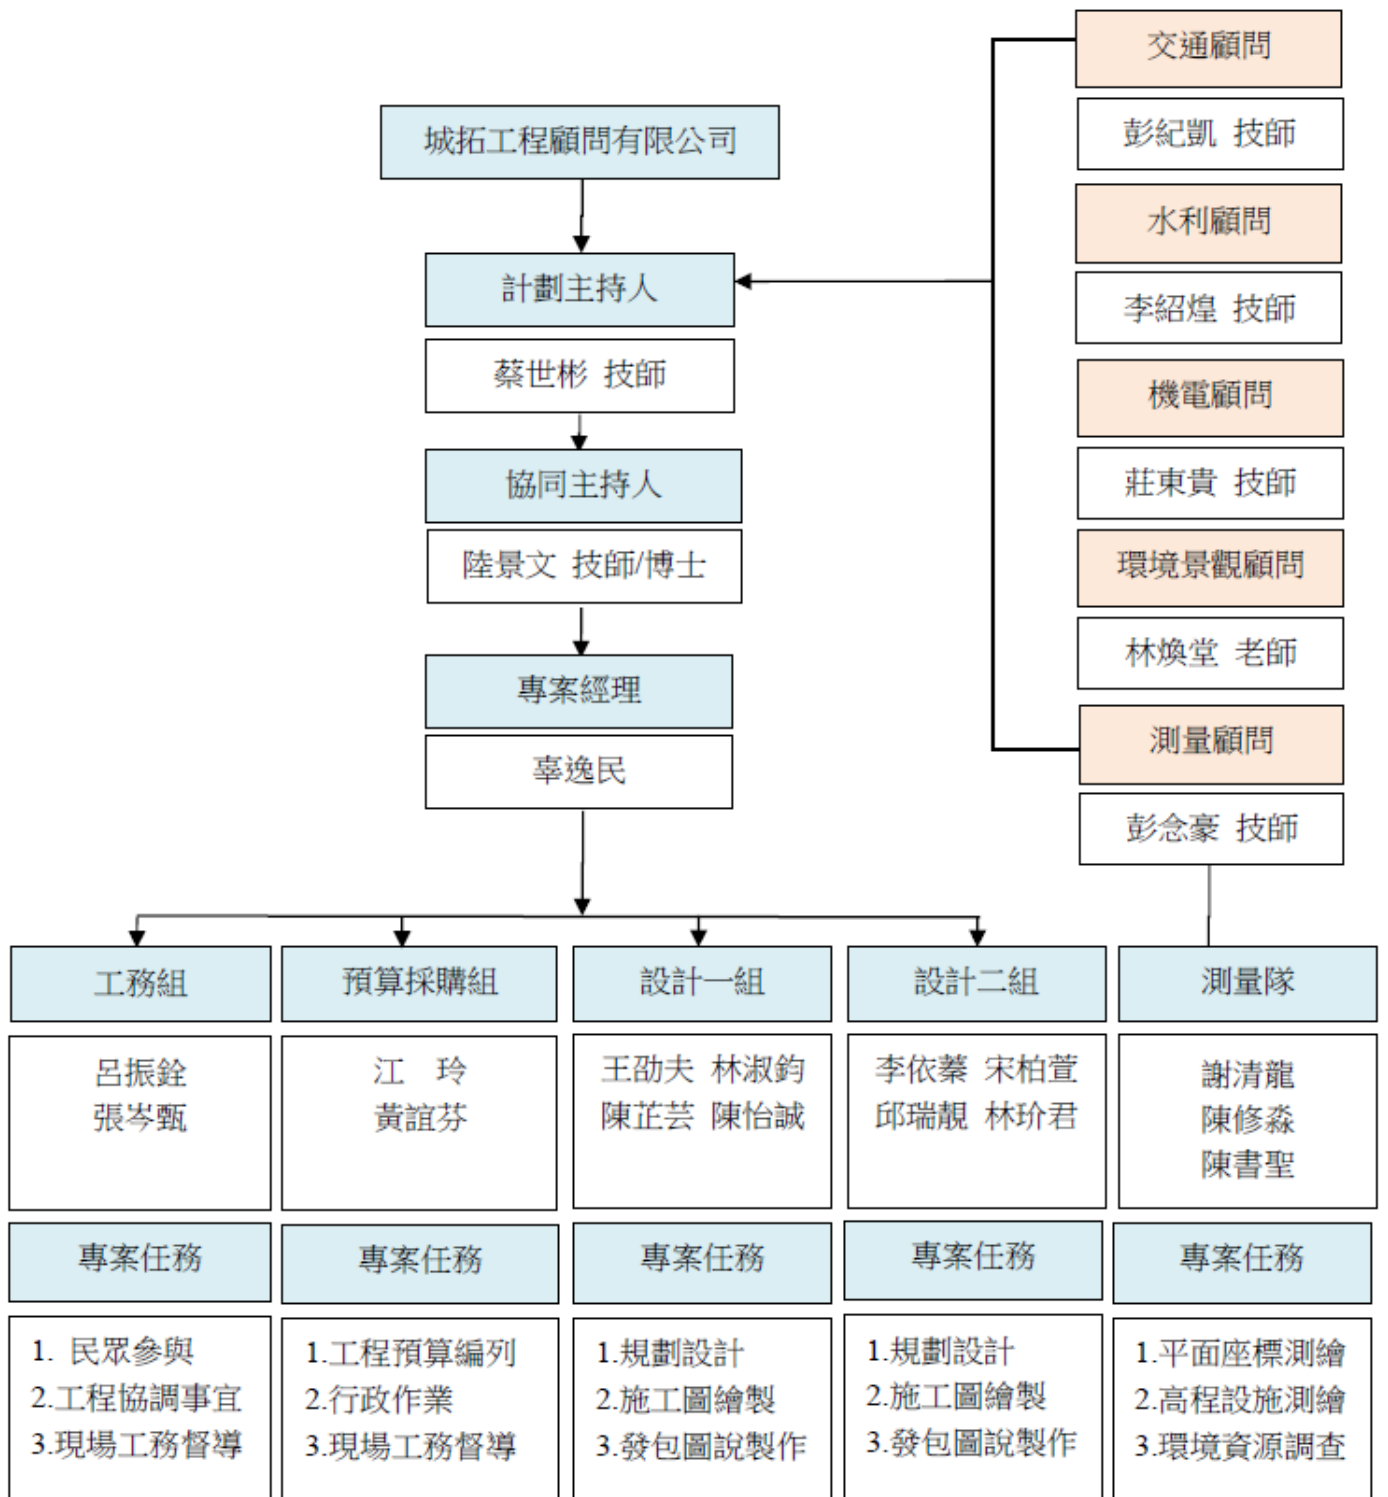 城拓工程顧問有限公司
計劃主持人
蔡世彬 技師
協同主持人
陸景文 技師/博士
專案經理
辜逸民
交通顧問
彭紀凱 技師
水利顧問
李紹煌 技師
機電顧問
莊東貴 技師
環境景觀顧問
林煥堂 老師
測量顧問
彭念豪 技師
工務組
呂振銓
張岑甄
專案任務
1. 民眾參與
2.工程協調事宜
3.現場工務督導
預算採購組
江 玲
黃誼芬
專案任務
1.工程預算編列
2.行政作業
3.現場工務督導
設計一組
王劭夫 林淑鈞
陳芷芸 陳怡誠
專案任務
1.規劃設計
2.施工圖繪製
3.發包圖說製作
設計二組
李依蓁 宋柏萱
邱瑞靚 林玠君
專案任務
1.規劃設計
2.施工圖繪製
3.發包圖說製作
測量隊
謝清龍
陳修淼
陳書聖
專案任務
1.平面座標測繪
2.高程設施測繪
3.環境資源調查